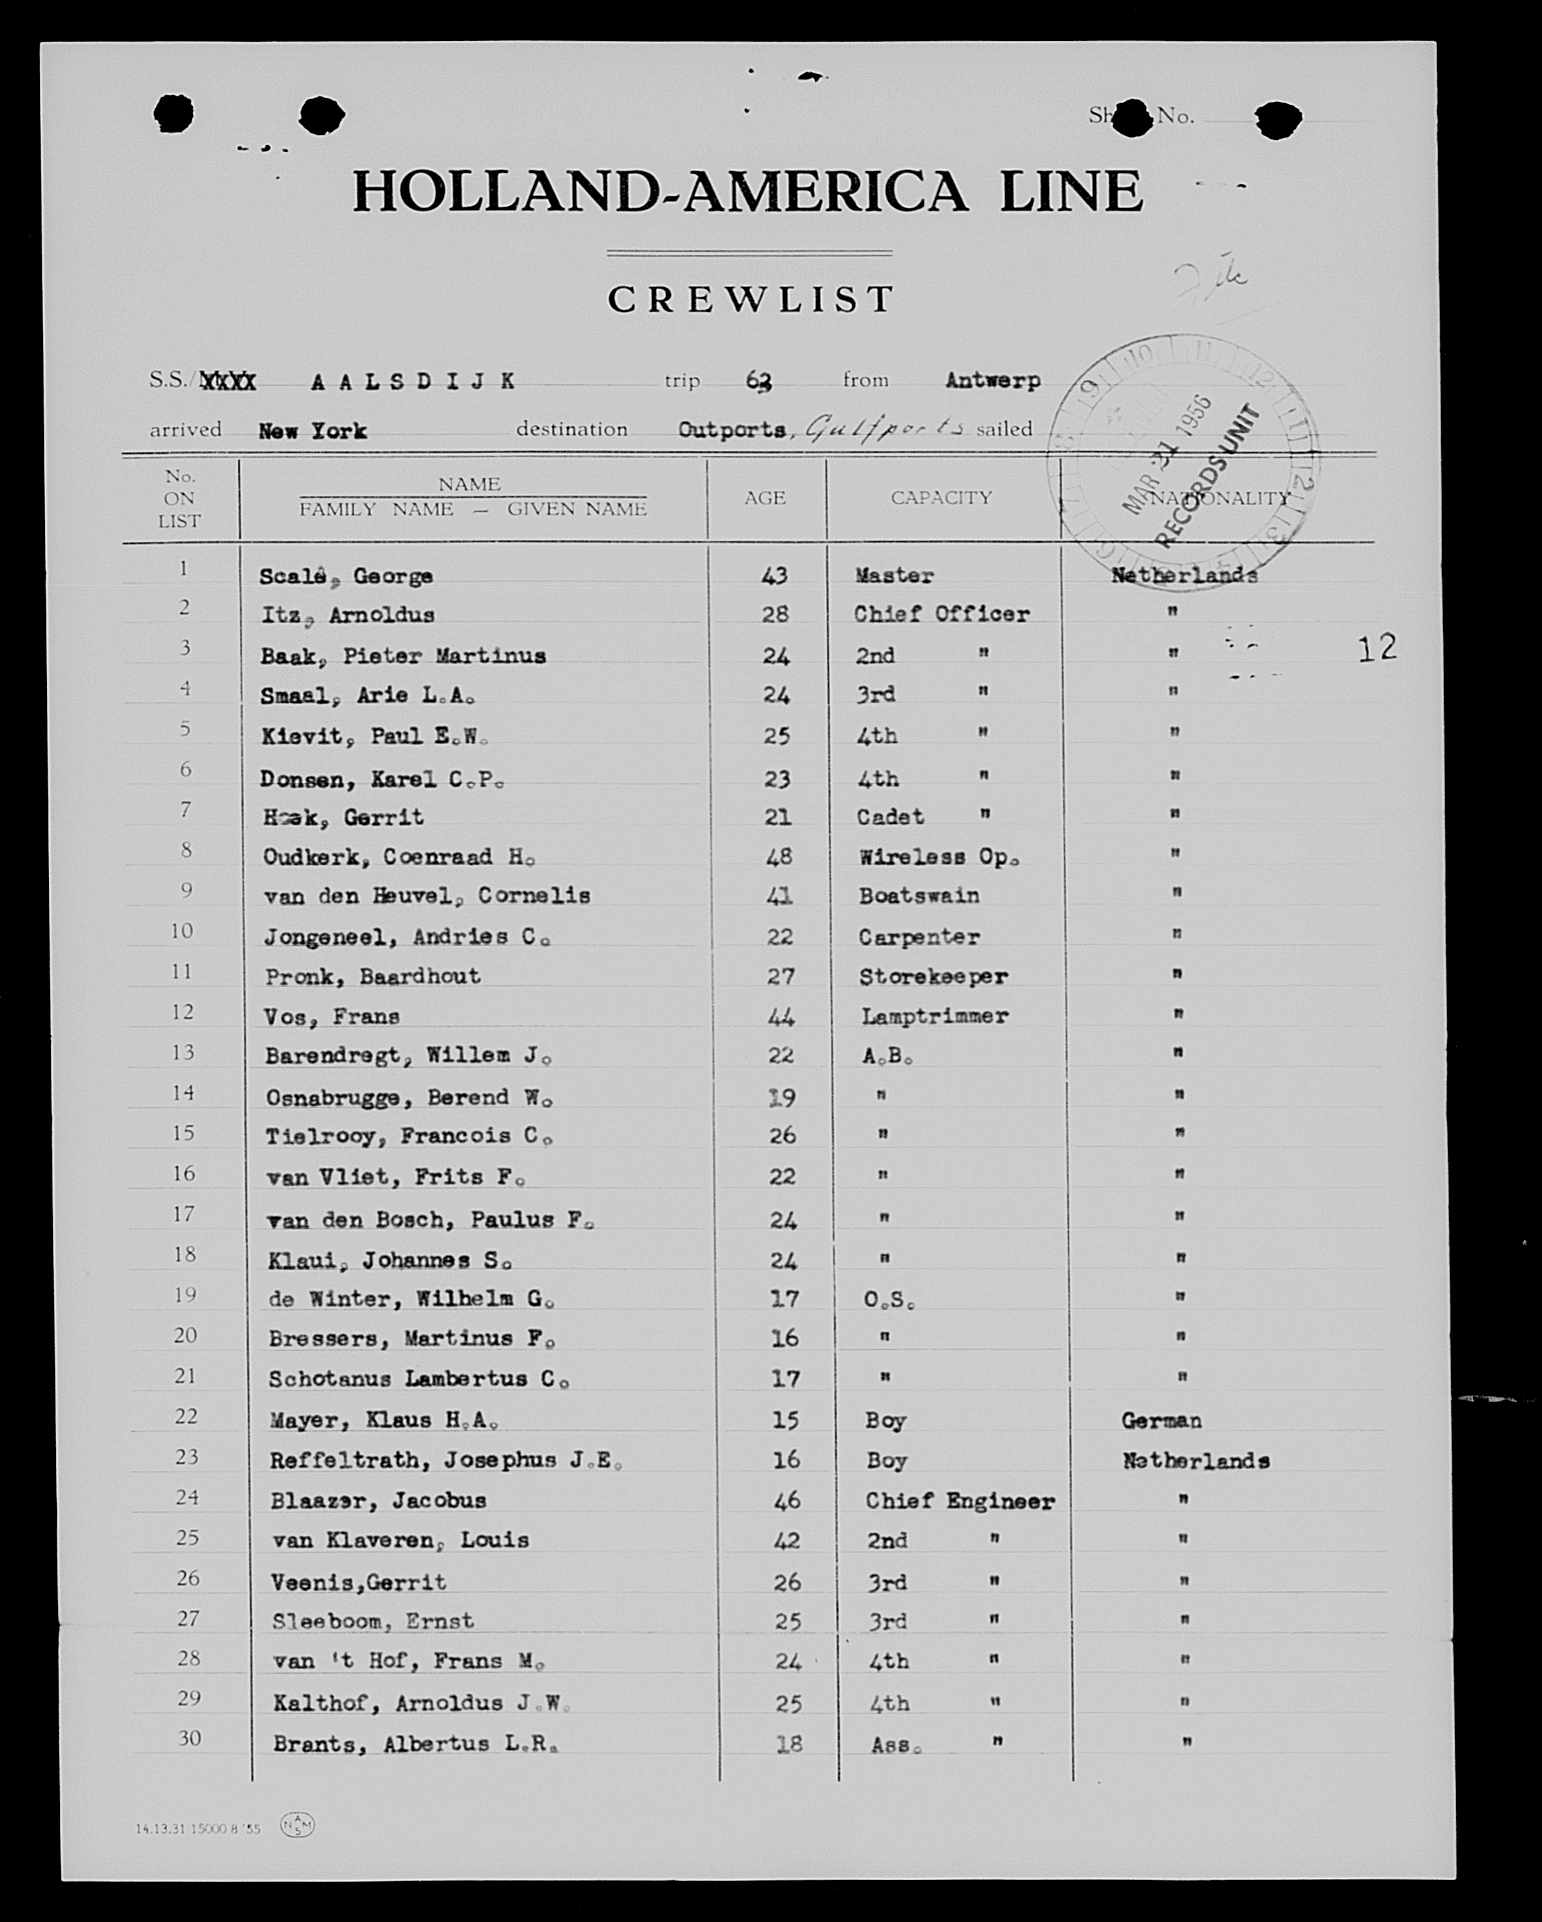 No.
HOLLAND-AMERICA LINE
CREWLIST
S.S./ XXXX AALSDIJK trip from Antwerp
arrived New York destination Outports, Gulfports sailed
MAR 21 1956
RECORDS UNIT
No. ON LIST NAME FAMILY NAME — GIVEN NAME AGE CAPACITY NATIONALITY
1 Scalê, George 43 Master Netherlands
2 Itz, Arnoldus 28 Chief Officer "
3 Baak, Pieter Martinus 24 2nd " " 12
4 Smaal, Arie L.A. 24 3rd " "
5 Kievit, Paul E.W. 25 4th " "
6 Donsen, Karel C.P. 23 4th " "
7 Gerrit 21 Cadet " "
8 Oudkerk, Coenraad H. 48 Wireless Op. "
9 van den Heuvel, Cornelis 41 Boatswain "
10 Jongeneel, Andries C. 22 Carpenter "
11 Pronk, Baardhout 27 Storekeeper "
12 Vos, Frans 44 Lamptrimmer "
13 Barendregt, Willem J. 22 A.B. "
14 Osnabrugge, Berend W. 19 " "
15 Tielrooy, Francois C. 26 " "
16 van Vliet, Frits F. 22 " "
17 van den Bosch, Paulus F. 24 " "
18 Klaui, Johannes S. 24 " "
19 de Winter, Wilhelm G. 17 O.S. "
20 Bressers, Martinus F. 16 " "
21 Schotanus Lambertus C. 17 " "
22 Mayer, Klaus H.A. 15 Boy German
23 Reffeltrath, Josephus J.E. 16 Boy Netherlands
24 Blaazer, Jacobus 46 Chief Engineer "
25 van Klaveren, Louis 42 2nd " "
26 Veenis,Gerrit 26 3rd " "
27 Sleeboom, Ernst 25 3rd " "
28 van 't Hof, Frans M. 24 4th " "
29 Kalthof, Arnoldus J.W. 25 4th " "
30 Brants, Albertus L.R. 18 Ass. " "
14.13.31 15000 8 '55 NASM